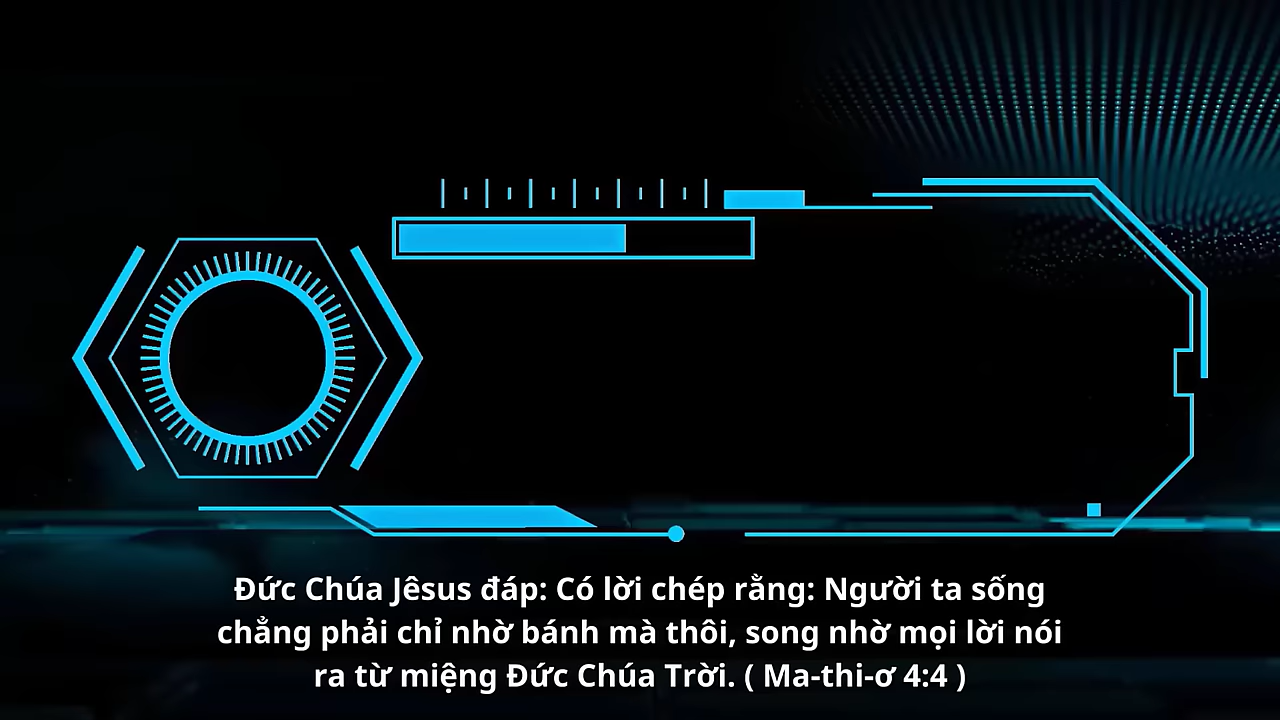 Đức Chúa Jêsus đáp: Có lời chép rằng: Người ta sống
chẳng phải chỉ nhờ bánh mà thôi, song nhờ mọi lời nói
ra từ miệng Đức Chúa Trời. ( Ma-thi-ơ 4:4 )